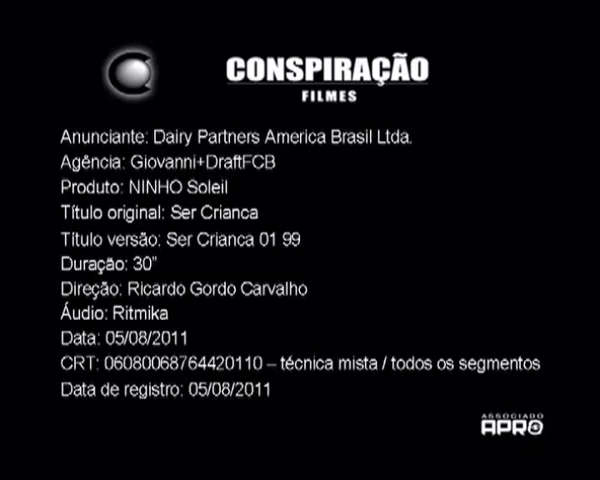 CONSPIRAÇÃO
FILMES
Anunciante: Dairy Partners America Brasil Ltda.
Agência: Giovanni+DraftFCB
Produto: NINHO Soleil
Título original: Ser Crianca
Título versão: Ser Crianca 01 99
Duração: 30"
Direção: Ricardo Gordo Carvalho
Áudio: Ritmika
Data: 05/08/2011
CRT: 06080068764420110 – técnica mista / todos os segmentos
Data de registro: 05/08/2011
ASSOCIADO
APRO